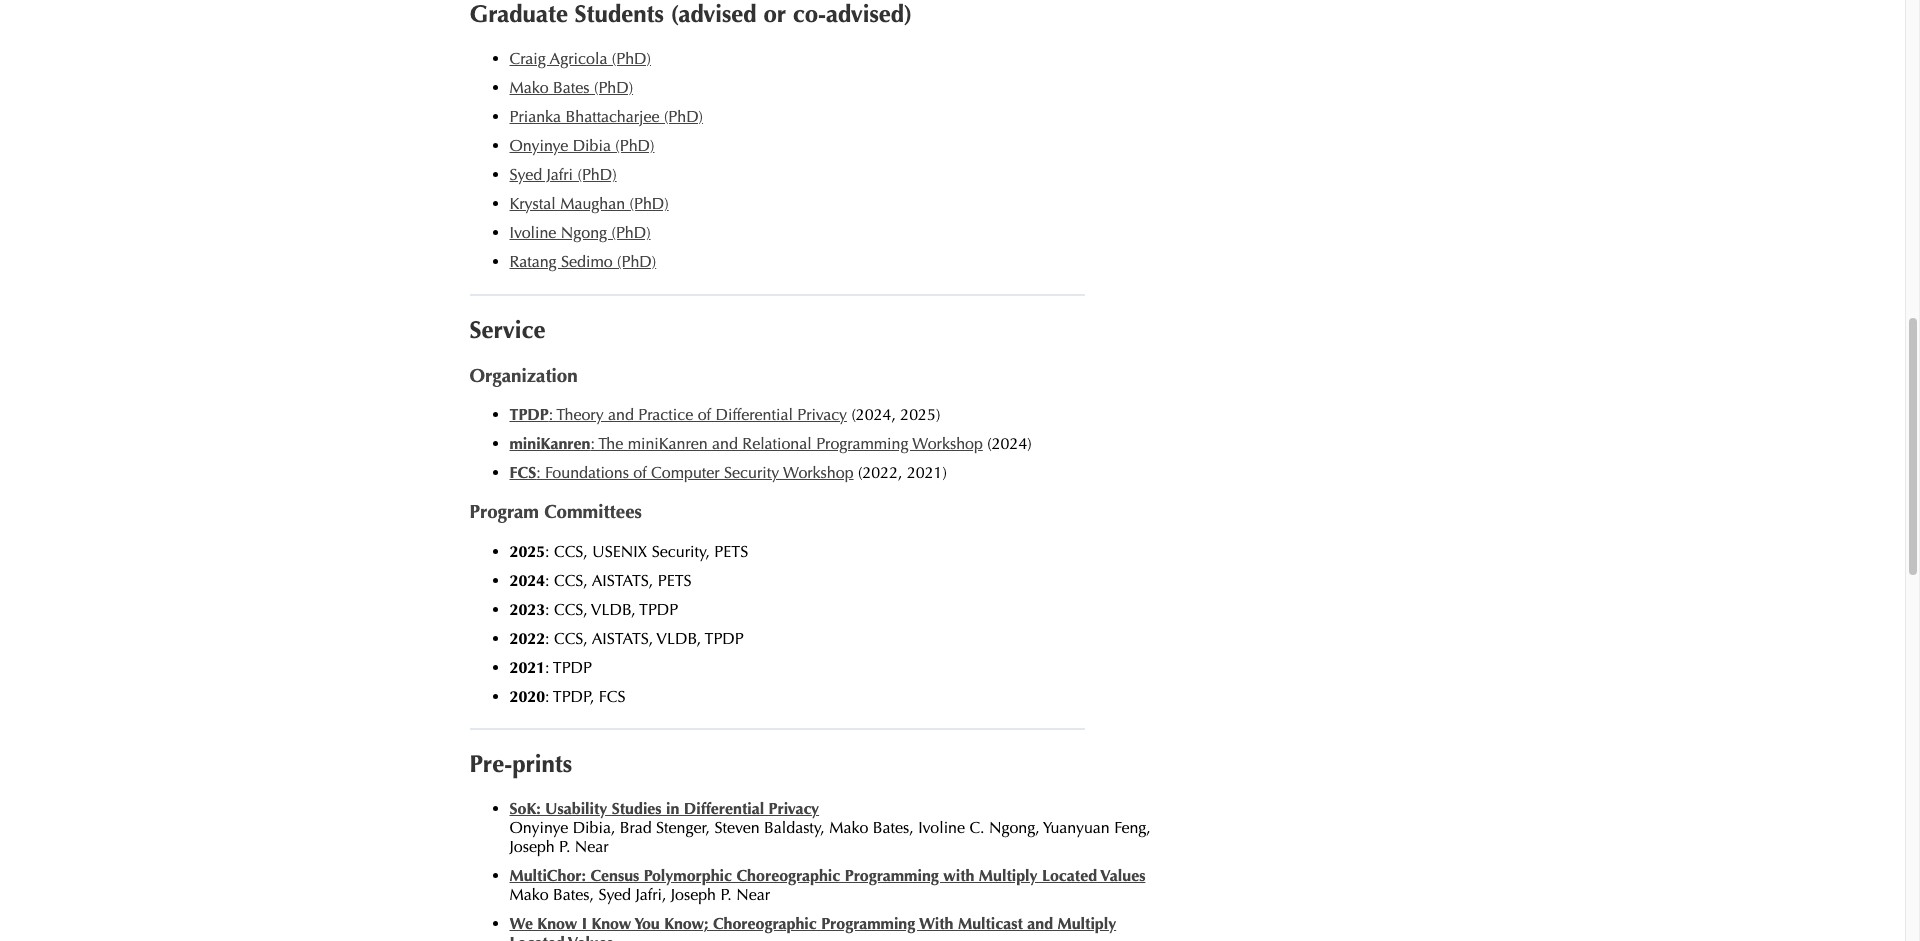 Graduate Students (advised or co-advised)
Craig Agricola (PhD)
Mako Bates (PhD)
Prianka Bhattacharjee (PhD)
Onyinye Dibia (PhD)
Syed Jafri (PhD)
Krystal Maughan (PhD)
Ivoline Ngong (PhD)
Ratang Sedimo (PhD)
Service
Organization
TPDP: Theory and Practice of Differential Privacy (2024, 2025)
miniKanren: The miniKanren and Relational Programming Workshop (2024)
FCS: Foundations of Computer Security Workshop (2022, 2021)
Program Committees
2025: CCS, USENIX Security, PETS
2024: CCS, AISTATS, PETS
2023: CCS, VLDB, TPDP
2022: CCS, AISTATS, VLDB, TPDP
2021: TPDP
2020: TPDP, FCS
Pre-prints
SoK: Usability Studies in Differential Privacy
Onyinye Dibia, Brad Stenger, Steven Baldasty, Mako Bates, Ivoline C. Ngong, Yuanyuan Feng,
Joseph P. Near
MultiChor: Census Polymorphic Choreographic Programming with Multiply Located Values
Mako Bates, Syed Jafri, Joseph P. Near
We Know I Know You Know; Choreographic Programming With Multicast and Multiply
Located Values